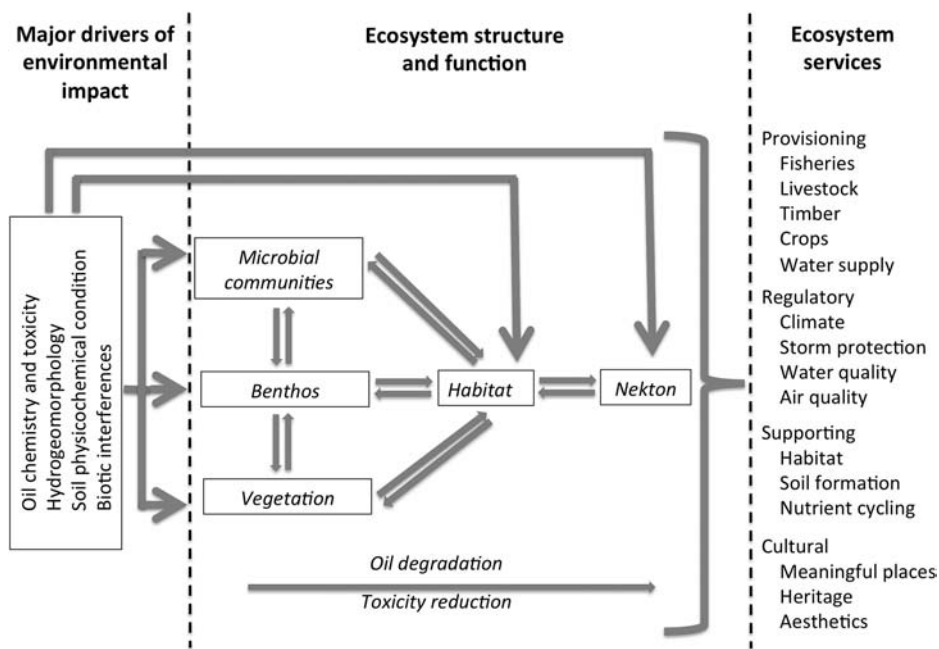 Major drivers of
environmental
impact
Ecosystem structure
and function
Ecosystem
services
Oil chemistry and toxicity
Hydrogeomorphology
Soil physicochemical condition
Biotic interferences
Microbial
communities
Benthos
Habitat
Nekton
Vegetation
Oil degradation
Toxicity reduction
Provisioning
Fisheries
Livestock
Timber
Crops
Water supply
Regulatory
Climate
Storm protection
Water quality
Air quality
Supporting
Habitat
Soil formation
Nutrient cycling
Cultural
Meaningful places
Heritage
Aesthetics